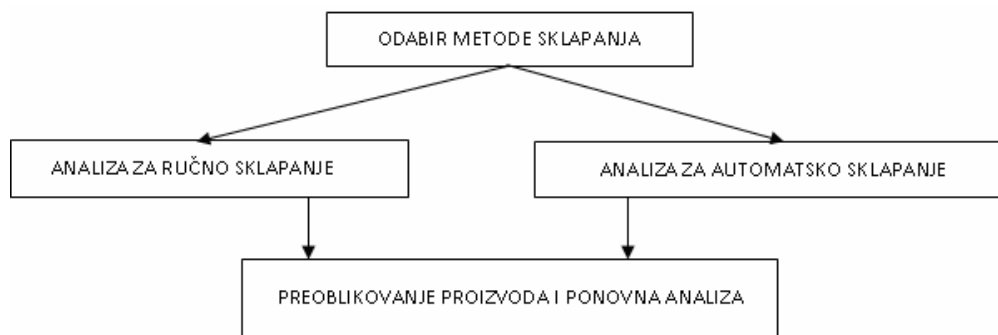 ODABIR METODE SKLAPANJA
ANALIZA ZA RUČNO SKLAPANJE
ANALIZA ZA AUTOMATSKO SKLAPANJE
PREOBLIKOVANJE PROIZVODA I PONOVNA ANALIZA